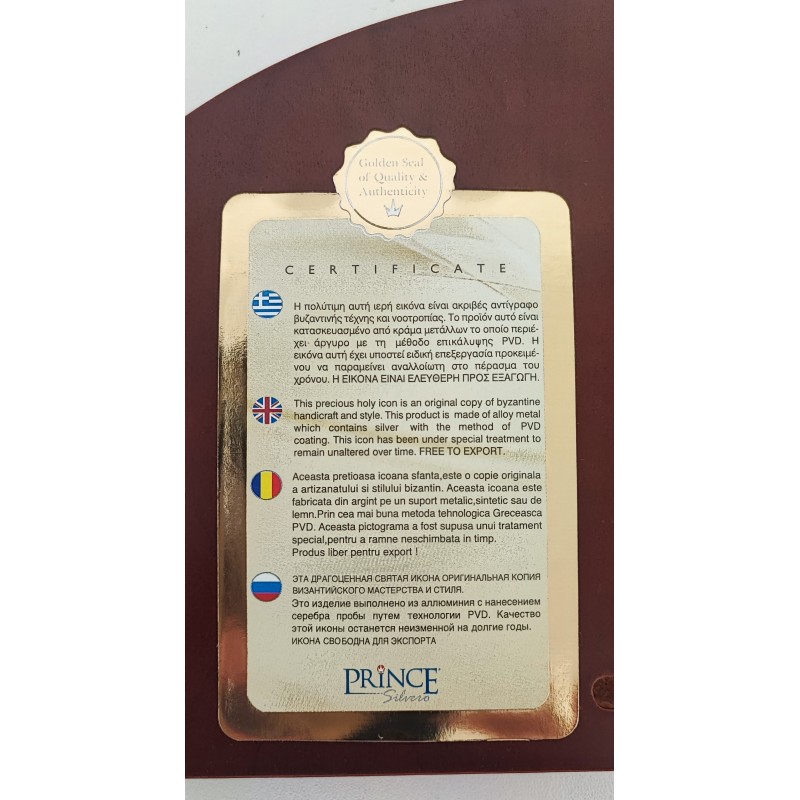 Golden Seal
of Quality &
Authenticity
CERTIFICATE
Η πολύτιμη αυτή ιερή εικόνα είναι ακριβές αντίγραφο
βυζαντινής τέχνης και νοοτροπίας. Το προϊόν αυτό είναι
κατασκευασμένο από κράμα μετάλλων το οποίο περιέ-
χει άργυρο με τη μέθοδο επικάλυψης PVD. Η
εικόνα αυτή έχει υποστεί ειδική επεξεργασία προκειμέ-
νου να παραμείνει αναλλοίωτη στο πέρασμα του
χρόνου. Η ΕΙΚΟΝΑ ΕΙΝΑΙ ΕΛΕΥΘΕΡΗ ΠΡΟΣ ΕΞΑΓΩΓΗ.
This precious holy icon is an original copy of byzantine
handicraft and style. This product is made of alloy metal
which contains silver with the method of PVD
coating. This icon has been under special treatment to
remain unaltered over time. FREE TO EXPORT.
Aceasta pretioasa icoana sfanta,este o copie originala
a artizanatului si stilului bizantin. Aceasta icoana este
fabricata din argint pe un suport metalic,sintetic sau de
lemn.Prin cea mai buna metoda tehnologica Greceasca
PVD. Aceasta pictograma a fost supusa unui tratament
special,pentru a ramne neschimbata in timp.
Produs liber pentru export !
ЭТА ДРАГОЦЕННАЯ СВЯТАЯ ИКОНА ОРИГИНАЛЬНАЯ КОПИЯ
ВИЗАНТИЙСКОГО МАСТЕРСТВА И СТИЛЯ.
Это изделие выполнено из аллюминия с нанесением
серебра пробы путем технологии PVD. Качество
этой иконы останется неизменной на долгие годы.
ИКОНА СВОБОДНА ДЛЯ ЭКСПОРТА
PRiNCE
Silvero